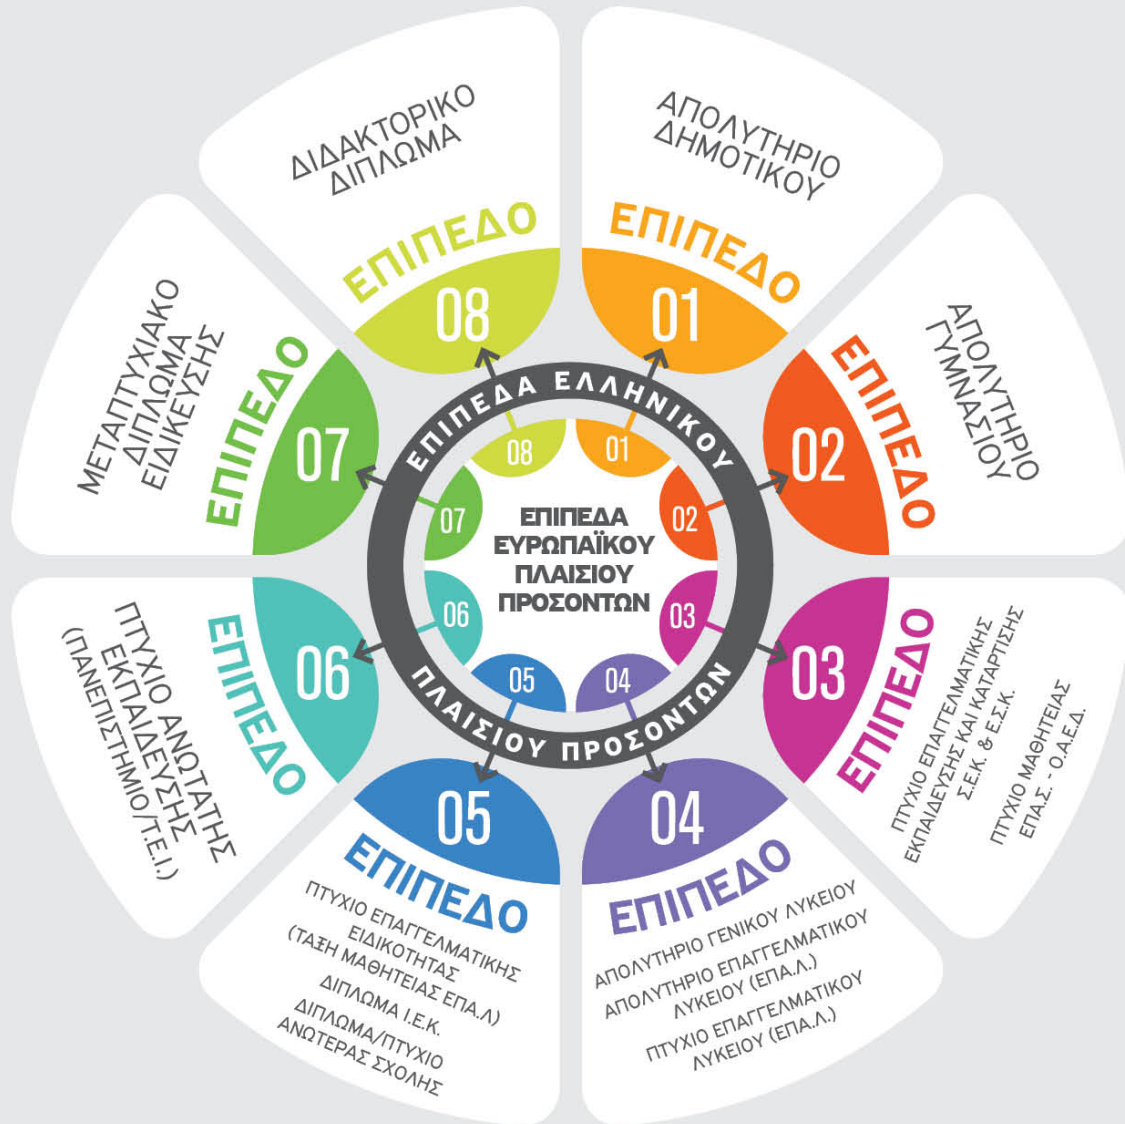 ΑΠΟΛΥΤΗΡΙΟ
ΔΗΜΟΤΙΚΟΥ
ΕΠΙΠΕΔΟ
01
ΑΠΟΛΥΤΗΡΙΟ
ΓΥΜΝΑΣΙΟΥ
ΕΠΙΠΕΔΟ
02
ΕΠΙΠΕΔΟ
03
ΠΤΥΧΙΟ ΕΠΑΓΓΕΛΜΑΤΙΚΗΣ
ΕΚΠΑΙΔΕΥΣΗΣ ΚΑΙ ΚΑΤΑΡΤΙΣΗΣ
Σ.Ε.Κ. & Ε.Σ.Κ.
ΠΤΥΧΙΟ ΜΑΘΗΤΕΙΑΣ
ΕΠΑ.Σ. - Ο.Α.Ε.Δ.
04
ΕΠΙΠΕΔΟ
ΑΠΟΛΥΤΗΡΙΟ ΓΕΝΙΚΟΥ ΛΥΚΕΙΟΥ
ΑΠΟΛΥΤΗΡΙΟ ΕΠΑΓΓΕΛΜΑΤΙΚΟΥ
ΛΥΚΕΙΟΥ (ΕΠΑ.Λ.)
ΠΤΥΧΙΟ ΕΠΑΓΓΕΛΜΑΤΙΚΟΥ
ΛΥΚΕΙΟΥ (ΕΠΑ.Λ.)
05
ΕΠΙΠΕΔΟ
ΠΤΥΧΙΟ ΕΠΑΓΓΕΛΜΑΤΙΚΗΣ
ΕΙΔΙΚΟΤΗΤΑΣ
(ΤΑΞΗ ΜΑΘΗΤΕΙΑΣ ΕΠΑ.Λ)
ΔΙΠΛΩΜΑ Ι.Ε.Κ.
ΔΙΠΛΩΜΑ/ΠΤΥΧΙΟ
ΑΝΩΤΕΡΑΣ ΣΧΟΛΗΣ
06
ΕΠΙΠΕΔΟ
ΠΤΥΧΙΟ ΑΝΩΤΑΤΗΣ
ΕΚΠΑΙΔΕΥΣΗΣ
(ΠΑΝΕΠΙΣΤΗΜΙΟ/Τ.Ε.Ι.)
ΜΕΤΑΠΤΥΧΙΑΚΟ
ΔΙΠΛΩΜΑ
ΕΙΔΙΚΕΥΣΗΣ
ΕΠΙΠΕΔΟ
07
ΔΙΔΑΚΤΟΡΙΚΟ
ΔΙΠΛΩΜΑ
ΕΠΙΠΕΔΟ
08
ΕΠΙΠΕΔΑ ΕΛΛΗΝΙΚΟΥ
ΠΛΑΙΣΙΟΥ ΠΡΟΣΟΝΤΩΝ
01
02
03
04
05
06
07
08
ΕΠΙΠΕΔΑ
ΕΥΡΩΠΑΪΚΟΥ
ΠΛΑΙΣΙΟΥ
ΠΡΟΣΟΝΤΩΝ